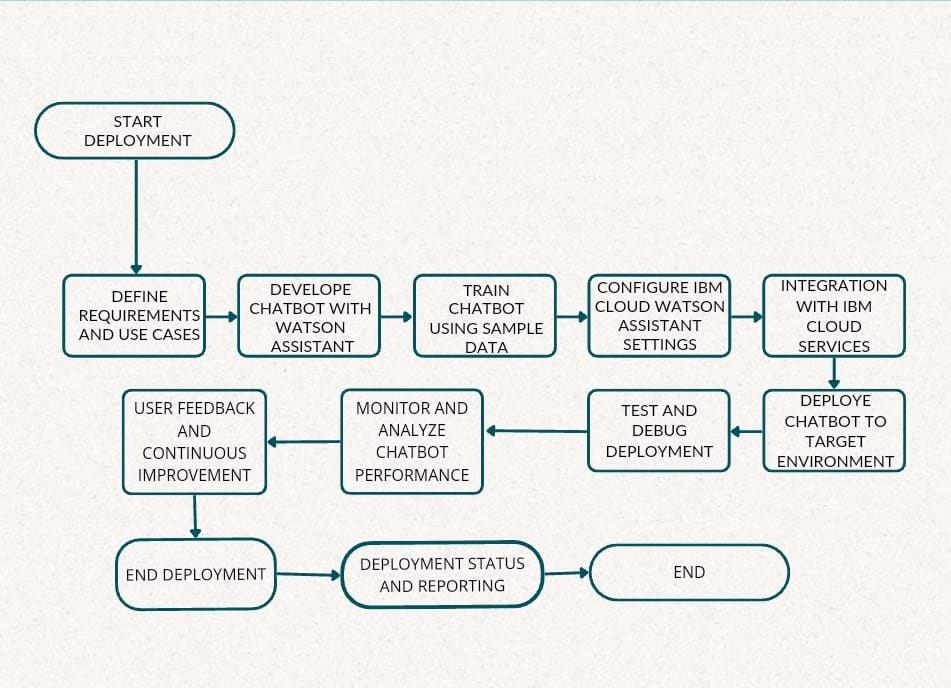 START
DEPLOYMENT
DEFINE
REQUIREMENTS
AND USE CASES
DEVELOPE
CHATBOT WITH
WATSON
ASSISTANT
TRAIN
CHATBOT
USING SAMPLE
DATA
CONFIGURE IBM
CLOUD WATSON
ASSISTANT
SETTINGS
INTEGRATION
WITH IBM
CLOUD
SERVICES
DEPLOYE
CHATBOT TO
TARGET
ENVIRONMENT
TEST AND
DEBUG
DEPLOYMENT
MONITOR AND
ANALYZE
CHATBOT
PERFORMANCE
USER FEEDBACK
AND
CONTINUOUS
IMPROVEMENT
END DEPLOYMENT
DEPLOYMENT STATUS
AND REPORTING
END